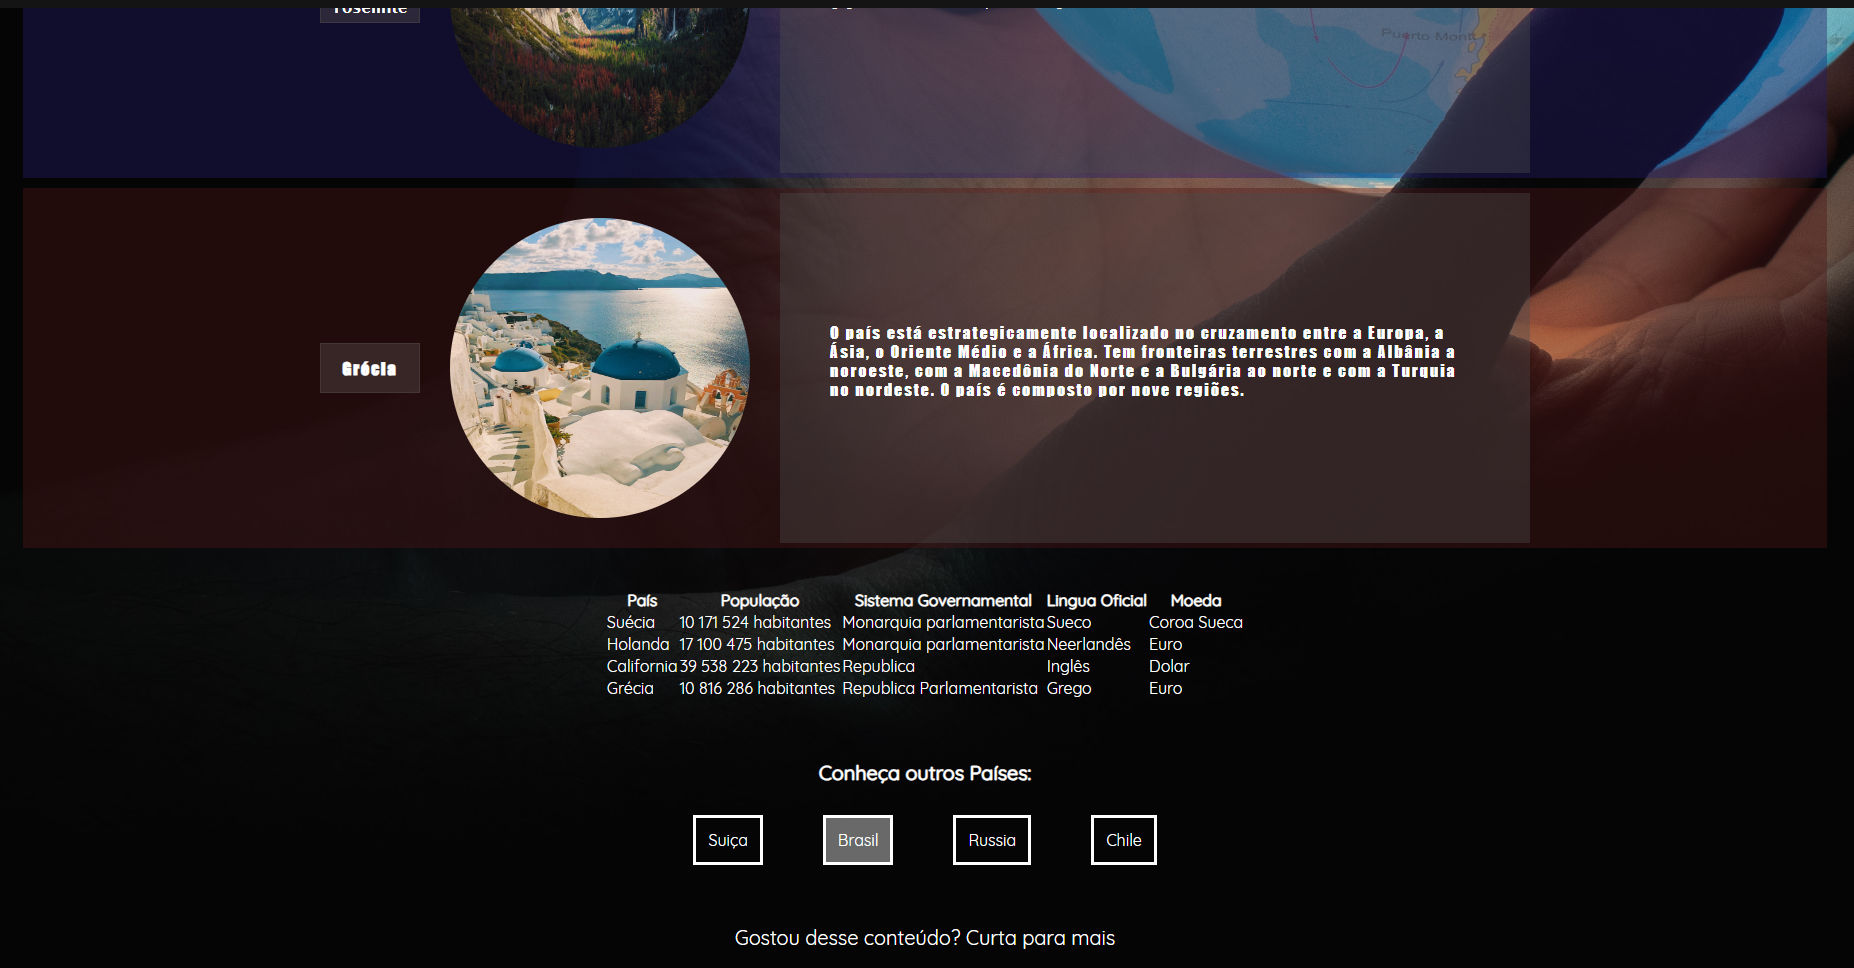 Yosemite
Puerto Montt
Grécia
O país está estrategicamente localizado no cruzamento entre a Europa, a
Ásia, o Oriente Médio e a África. Tem fronteiras terrestres com a Albânia a
noroeste, com a Macedônia do Norte e a Bulgária ao norte e com a Turquia
no nordeste. O país é composto por nove regiões.
País População Sistema Governamental Lingua Oficial Moeda
Suécia 10 171 524 habitantes Monarquia parlamentarista Sueco Coroa Sueca
Holanda 17 100 475 habitantes Monarquia parlamentarista Neerlandês Euro
California 39 538 223 habitantes Republica Inglês Dolar
Grécia 10 816 286 habitantes Republica Parlamentarista Grego Euro
Conheça outros Países:
Suiça Brasil Russia Chile
Gostou desse conteúdo? Curta para mais